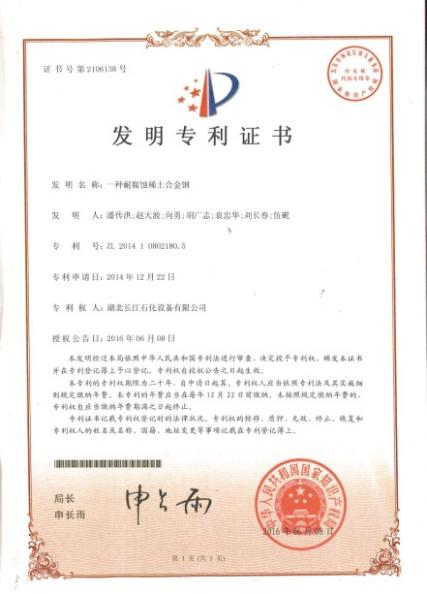 证书号第2106138号
发明专利证书
发明名称：一种耐腐蚀稀土合金钢
发明人：潘传洪;赵天波;向勇;胡广志;袁忠华;刘长春;伍砚
专利号：ZL 2014 1 0802180.5
专利申请日：2014年12月22日
专利权人：湖北长江石化设备有限公司
授权公告日：2016年06月08日
本发明经过本局依照中华人民共和国专利法进行审查，决定授予专利权，颁发本证书
并在专利登记簿上予以登记。专利权自授权公告之日起生效。
本专利的专利权期限为二十年，自申请日起算。专利权人应当依照专利法及其实施细
则规定缴纳年费。本专利的年费应当在每年12月22日前缴纳。未按照规定缴纳年费的，
专利权自应当缴纳年费期满之日起终止。
专利证书记载专利权登记时的法律状况。专利权的转移、质押、无效、终止、恢复和
专利权人的姓名或名称、国籍、地址变更等事项记载在专利登记簿上。
局长
申长雨
申长雨
中华人民共和国国家知识产权局
2016年06月08日
第1页(共1页)